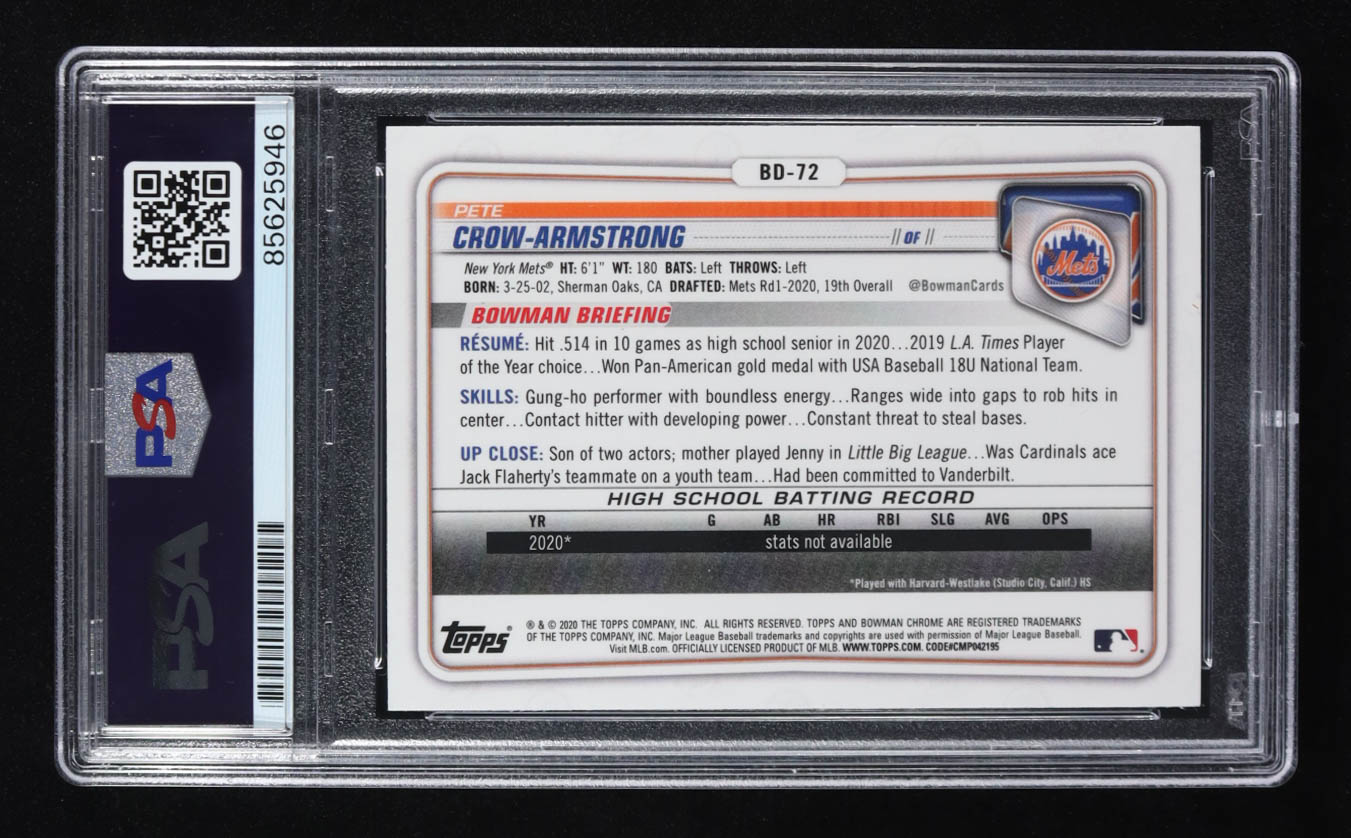 85625946
PSA
PSA
BD-72
PETE
CROW-ARMSTRONG
// OF //
Mets
New York Mets® HT: 6'1" WT: 180 BATS: Left THROWS: Left
BORN: 3-25-02, Sherman Oaks, CA DRAFTED: Mets Rd1-2020, 19th Overall @BowmanCards
BOWMAN BRIEFING
RÉSUMÉ: Hit .514 in 10 games as high school senior in 2020...2019 L.A. Times Player
of the Year choice...Won Pan-American gold medal with USA Baseball 18U National Team.
SKILLS: Gung-ho performer with boundless energy...Ranges wide into gaps to rob hits in
center...Contact hitter with developing power...Constant threat to steal bases.
UP CLOSE: Son of two actors; mother played Jenny in Little Big League...Was Cardinals ace
Jack Flaherty's teammate on a youth team...Had been committed to Vanderbilt.
HIGH SCHOOL BATTING RECORD
YR G AB HR RBI SLG AVG OPS
2020* stats not available
*Played with Harvard-Westlake (Studio City, Calif.) HS
Topps®
® & © 2020 THE TOPPS COMPANY, INC. ALL RIGHTS RESERVED. TOPPS AND BOWMAN CHROME ARE REGISTERED TRADEMARKS
OF THE TOPPS COMPANY, INC. Major League Baseball trademarks and copyrights are used with permission of Major League Baseball.
Visit MLB.com. OFFICIALLY LICENSED PRODUCT OF MLB. WWW.TOPPS.COM. CODE#CMP042195